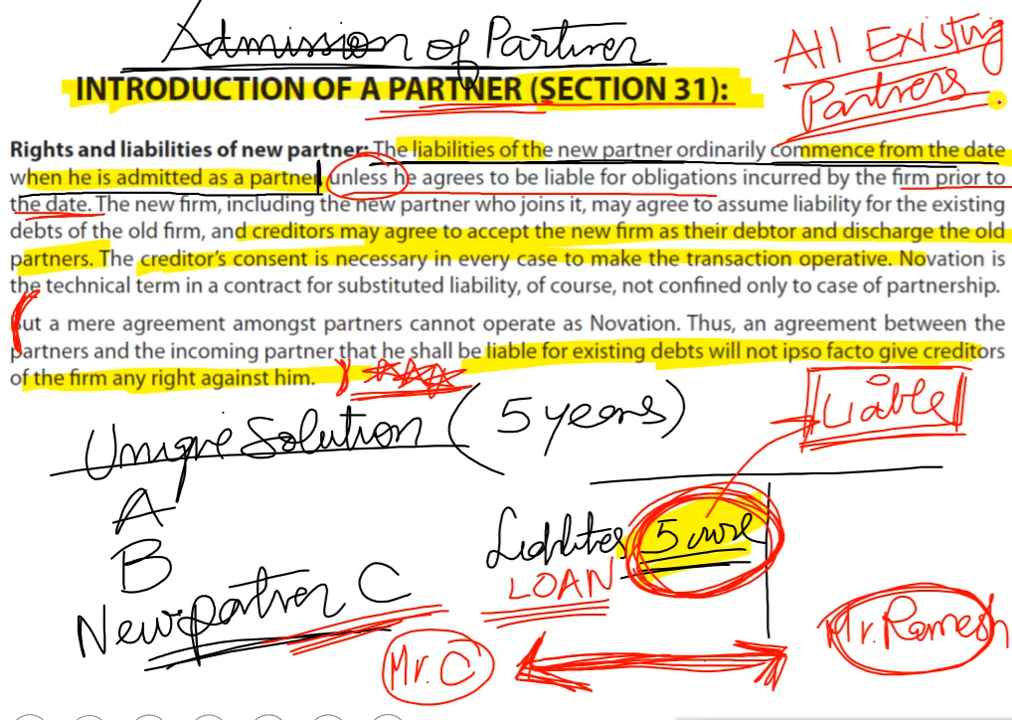 Admission of Partner
All Existing
Partners
INTRODUCTION OF A PARTNER (SECTION 31):
Rights and liabilities of new partner: The liabilities of the new partner ordinarily commence from the date
when he is admitted as a partner unless he agrees to be liable for obligations incurred by the firm prior to
the date. The new firm, including the new partner who joins it, may agree to assume liability for the existing
debts of the old firm, and creditors may agree to accept the new firm as their debtor and discharge the old
partners. The creditor's consent is necessary in every case to make the transaction operative. Novation is
the technical term in a contract for substituted liability, of course, not confined only to case of partnership.
But a mere agreement amongst partners cannot operate as Novation. Thus, an agreement between the
partners and the incoming partner that he shall be liable for existing debts will not ipso facto give creditors
of the firm any right against him.
Unique Solution (5 years)
Liable
A
B
Liablites 5
LOAN
New partner C
Mr. C
Mr. Ramesh